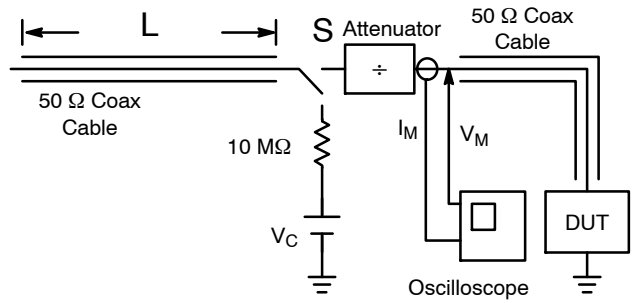 L
S
Attenuator
÷
50 Ω Coax
Cable
50 Ω Coax
Cable
10 MΩ
I_M
V_M
V_C
DUT
Oscilloscope